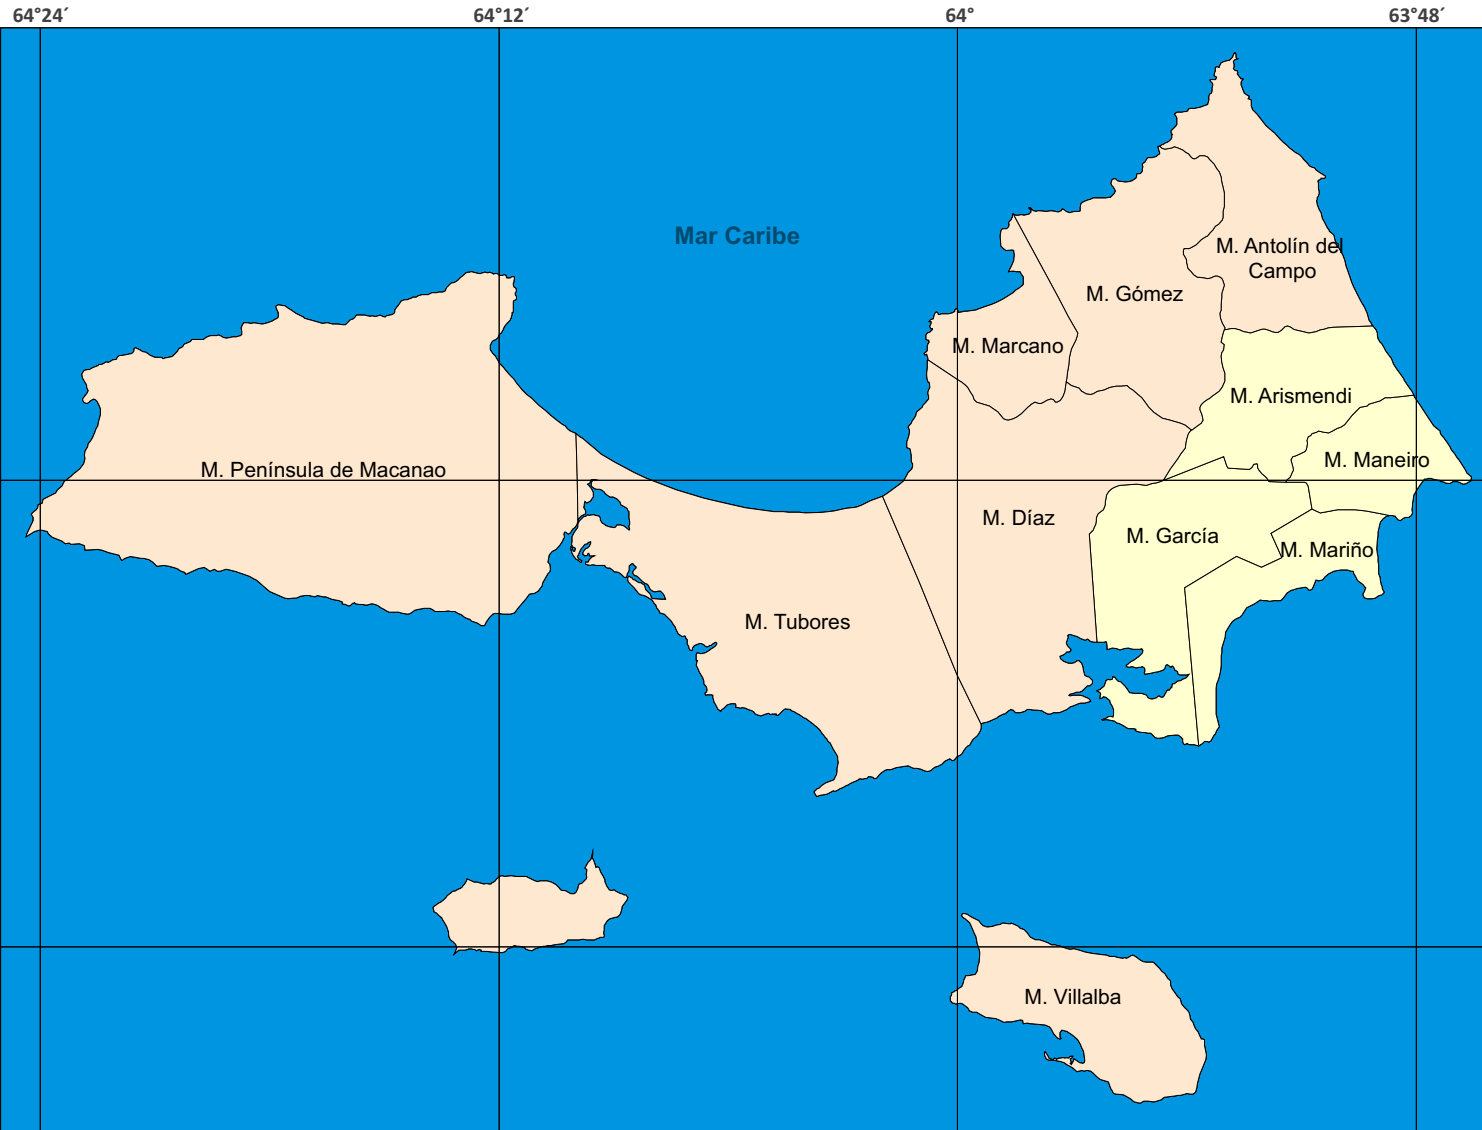 64°24´
64°12´
64°
63°48´
Mar Caribe
M. Antolín del
Campo
M. Gómez
M. Marcano
M. Arismendi
M. Maneiro
M. Península de Macanao
M. Díaz
M. García
M. Mariño
M. Tubores
M. Villalba